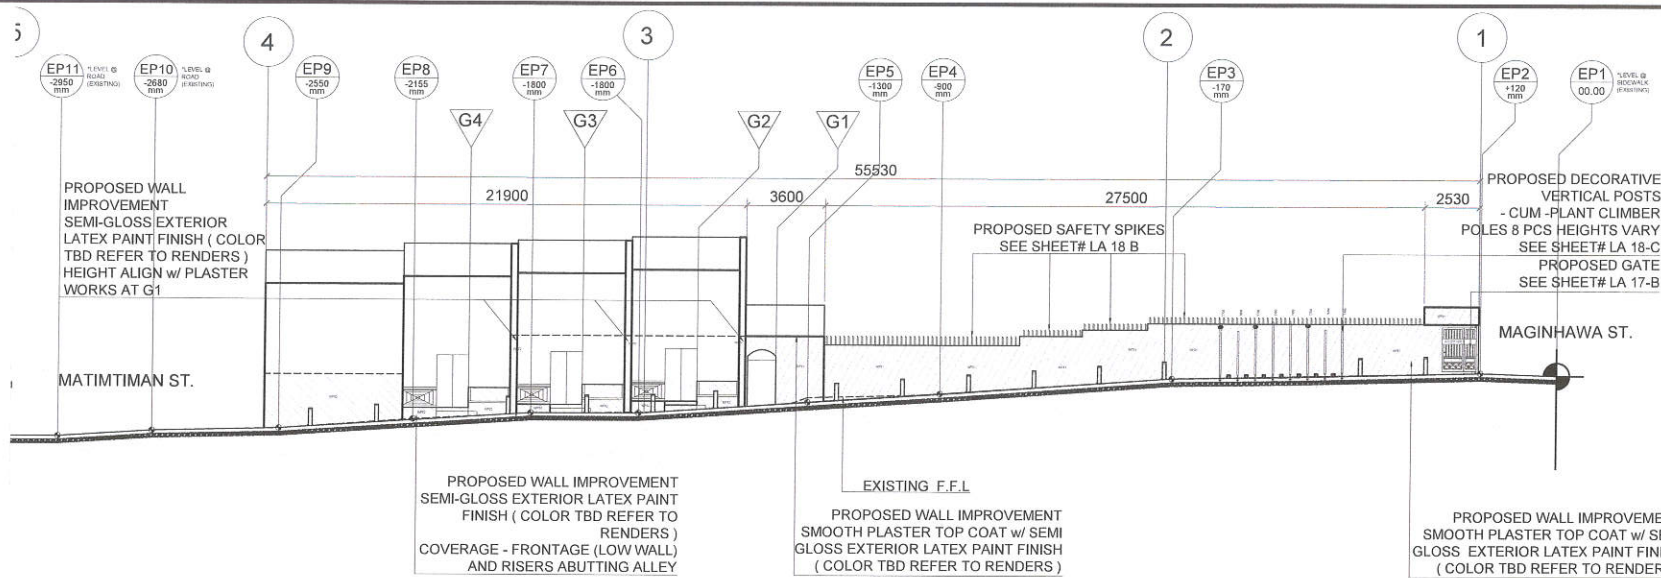 5
4
3
2
1
EP11
-2950
mm
*LEVEL @
ROAD
(EXISTING)
EP10
-2680
mm
*LEVEL @
ROAD
(EXISTING)
EP9
-2550
mm
EP8
-2155
mm
EP7
-1800
mm
EP6
-1800
mm
EP5
-1300
mm
EP4
-900
mm
EP3
-170
mm
EP2
+120
mm
EP1
00.00
*LEVEL @
SIDEWALK
(EXISTING)
G4
G3
G2
G1
55530
21900
3600
27500
2530
PROPOSED WALL
IMPROVEMENT
SEMI-GLOSS EXTERIOR
LATEX PAINT FINISH ( COLOR
TBD REFER TO RENDERS )
HEIGHT ALIGN w/ PLASTER
WORKS AT G1
PROPOSED SAFETY SPIKES
SEE SHEET# LA 18 B
PROPOSED DECORATIVE
VERTICAL POSTS
- CUM -PLANT CLIMBER
POLES 8 PCS HEIGHTS VARY
SEE SHEET# LA 18-C
PROPOSED GATE
SEE SHEET# LA 17-B
MAGINHAWA ST.
MATIMTIMAN ST.
PROPOSED WALL IMPROVEMENT
SEMI-GLOSS EXTERIOR LATEX PAINT
FINISH ( COLOR TBD REFER TO
RENDERS )
COVERAGE - FRONTAGE (LOW WALL)
AND RISERS ABUTTING ALLEY
EXISTING F.F.L
PROPOSED WALL IMPROVEMENT
SMOOTH PLASTER TOP COAT w/ SEMI
GLOSS EXTERIOR LATEX PAINT FINISH
( COLOR TBD REFER TO RENDERS )
PROPOSED WALL IMPROVEME
SMOOTH PLASTER TOP COAT w/ SE
GLOSS EXTERIOR LATEX PAINT FINI
( COLOR TBD REFER TO RENDER